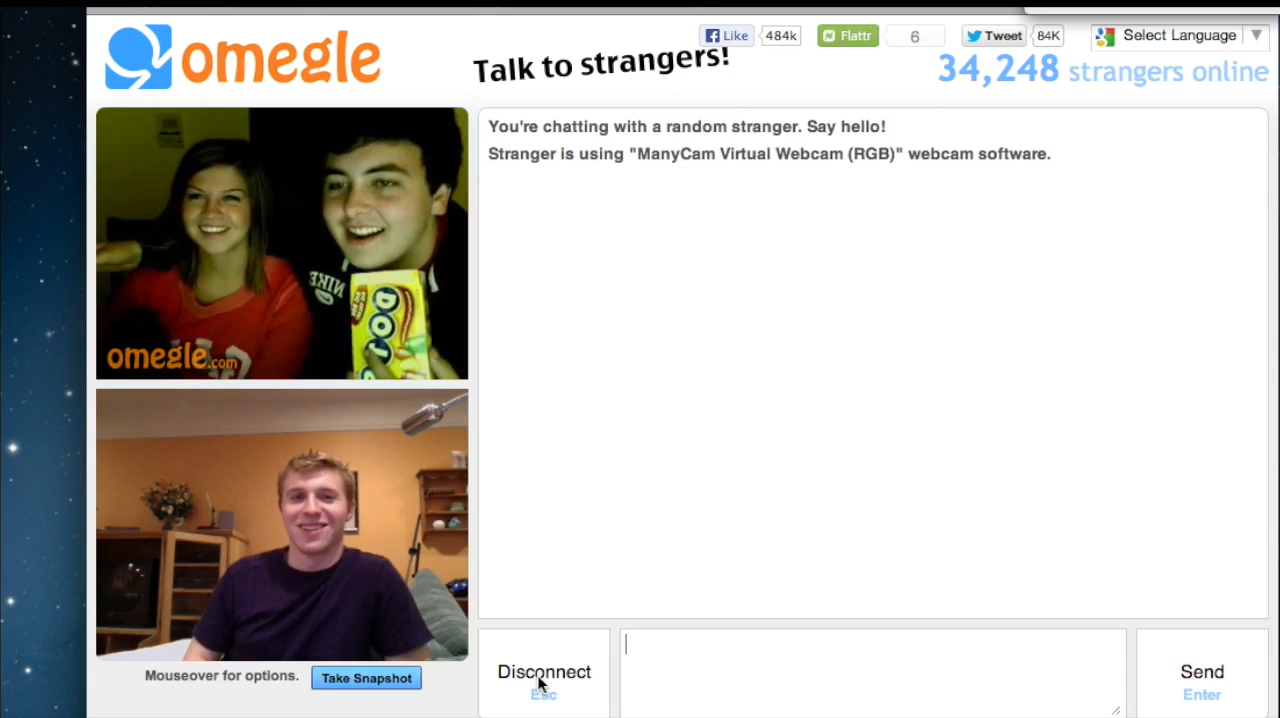 omegle
Talk to strangers!
Like
484k
Flattr
6
Tweet
84K
Select Language
34,248 strangers online
You're chatting with a random stranger. Say hello!
Stranger is using "ManyCam Virtual Webcam (RGB)" webcam software.
NIKE
DOTS
omegle.com
Mouseover for options.
Take Snapshot
Disconnect
Esc
Send
Enter